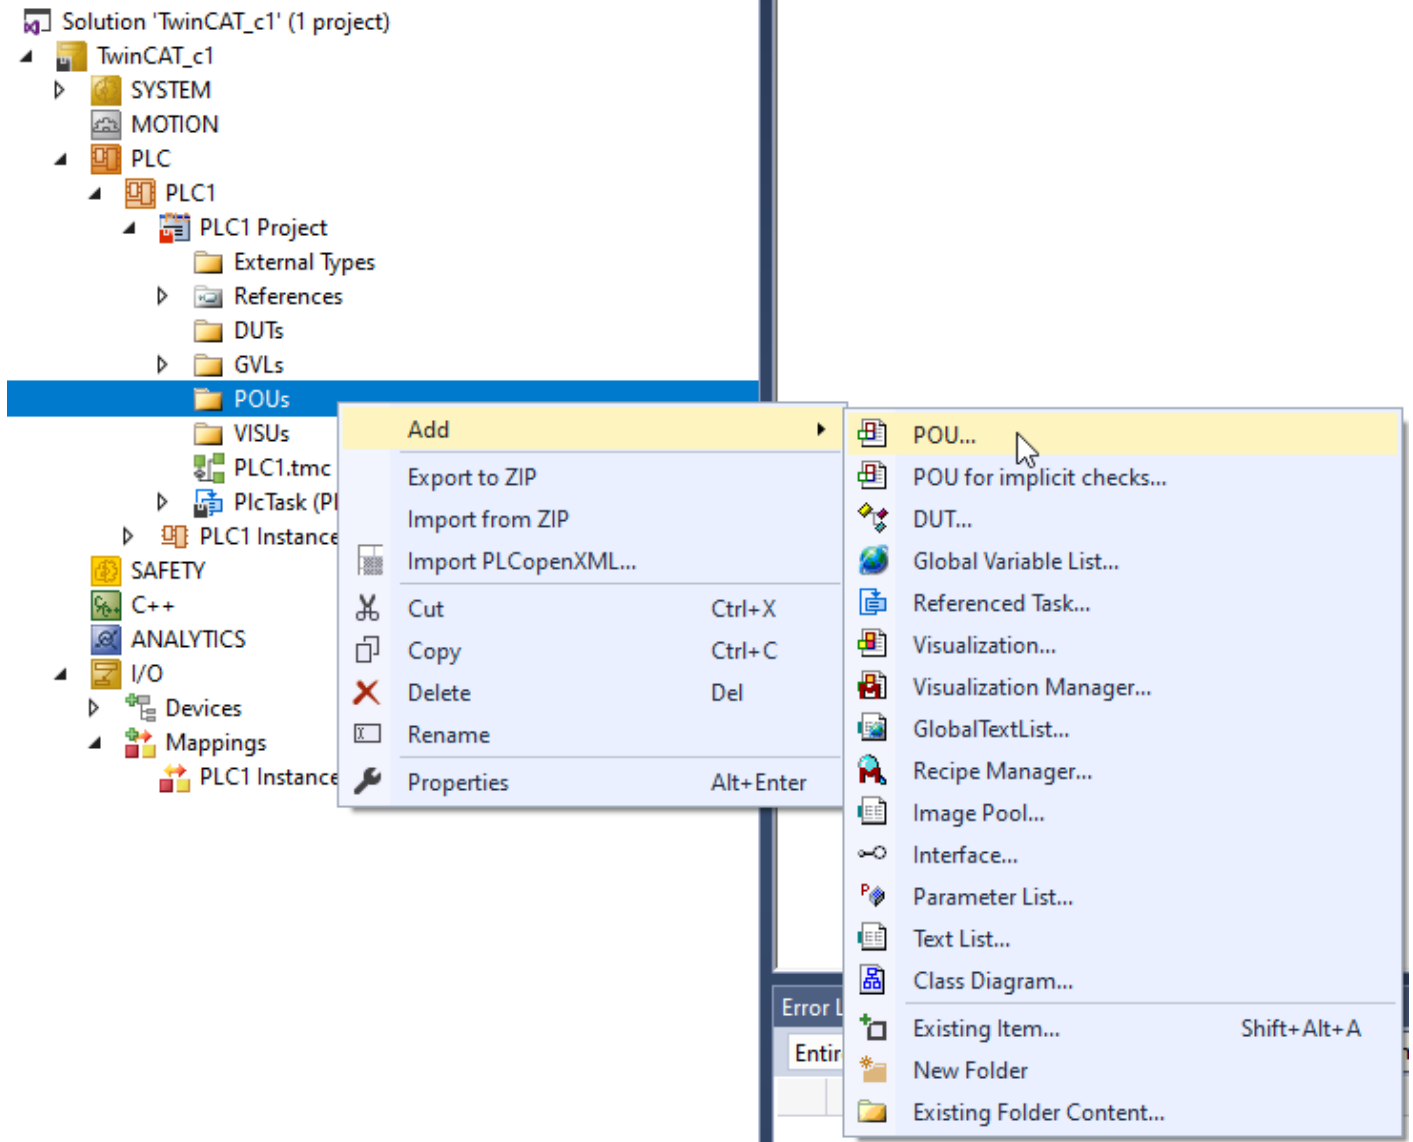 Solution 'TwinCAT_c1' (1 project)
TwinCAT_c1
SYSTEM
MOTION
PLC
PLC1
PLC1 Project
External Types
References
DUTs
GVLs
POUs
VISUs
PLC1.tmc
PlcTask (Pl
PLC1 Instance
SAFETY
C++
ANALYTICS
I/O
Devices
Mappings
PLC1 Instance
Add
Export to ZIP
Import from ZIP
Import PLCopenXML...
Cut Ctrl+X
Copy Ctrl+C
Delete Del
Rename
Properties Alt+Enter
POU...
POU for implicit checks...
DUT...
Global Variable List...
Referenced Task...
Visualization...
Visualization Manager...
GlobalTextList...
Recipe Manager...
Image Pool...
Interface...
Parameter List...
Text List...
Class Diagram...
Existing Item... Shift+Alt+A
New Folder
Existing Folder Content...
Error L
Entir